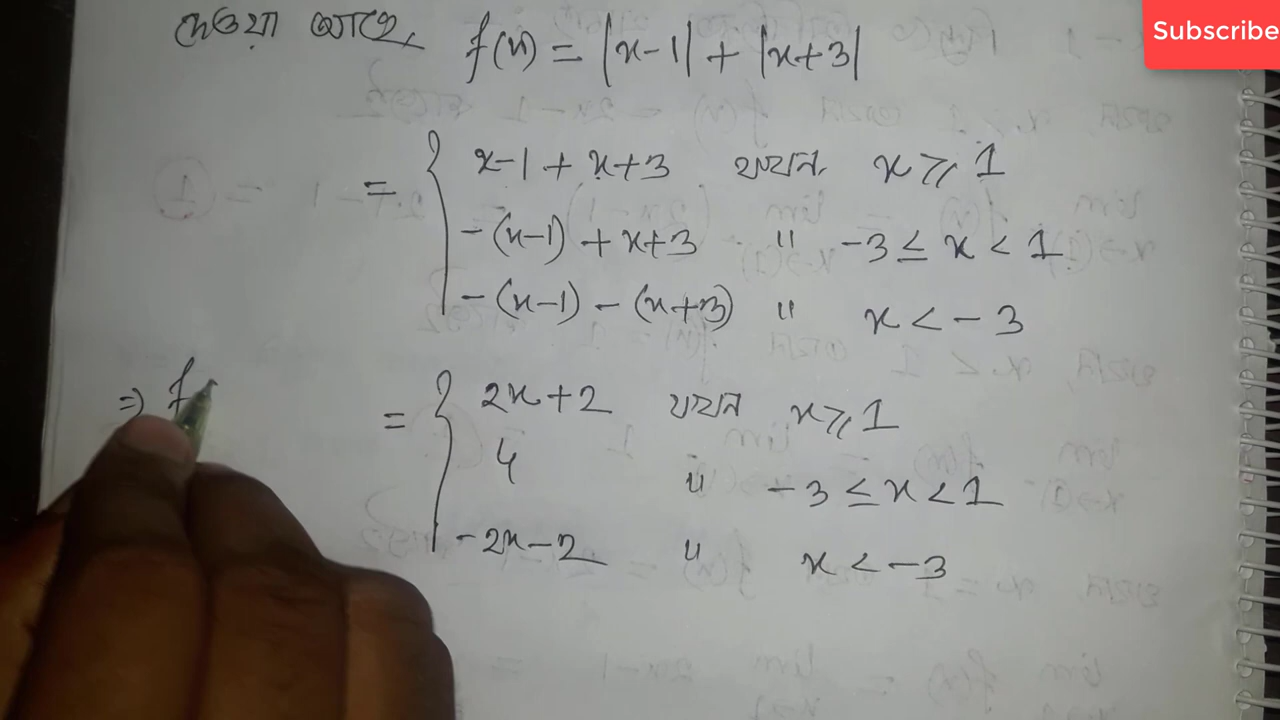 Subscribe
দেওয়া আছে, f(x) = |x-1| + |x+3|
= { x-1 + x+3 যখন x ⩾ 1
-(x-1) + x+3 " -3 ≤ x < 1
-(x-1) - (x+3) " x < -3
⇒ f = { 2x+2 যখন x ⩾ 1
4 " -3 ≤ x < 1
-2x-2 " x < -3